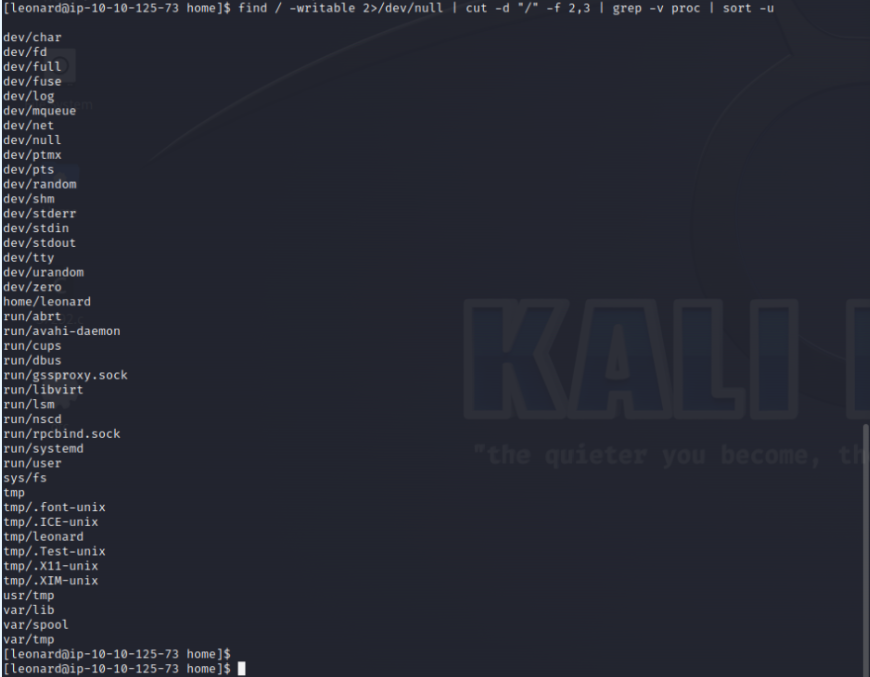 [leonard@ip-10-10-125-73 home]$ find / -writable 2>/dev/null | cut -d "/" -f 2,3 | grep -v proc | sort -u
dev/char
dev/fd
dev/full
dev/fuse
dev/log
dev/mqueue
dev/net
dev/null
dev/ptmx
dev/pts
dev/random
dev/shm
dev/stderr
dev/stdin
dev/stdout
dev/tty
dev/urandom
dev/zero
home/leonard
run/abrt
run/avahi-daemon
run/cups
run/dbus
run/gssproxy.sock
run/libvirt
run/lsm
run/nscd
run/rpcbind.sock
run/systemd
run/user
sys/fs
tmp
tmp/.font-unix
tmp/.ICE-unix
tmp/leonard
tmp/.Test-unix
tmp/.X11-unix
tmp/.XIM-unix
usr/tmp
var/lib
var/spool
var/tmp
[leonard@ip-10-10-125-73 home]$
[leonard@ip-10-10-125-73 home]$
KALI
"the quieter you become, th